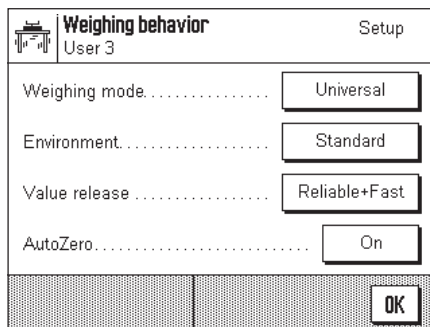 Weighing behavior Setup
User 3
Weighing mode................ Universal
Environment................... Standard
Value release ................. Reliable+Fast
AutoZero........................... On
OK